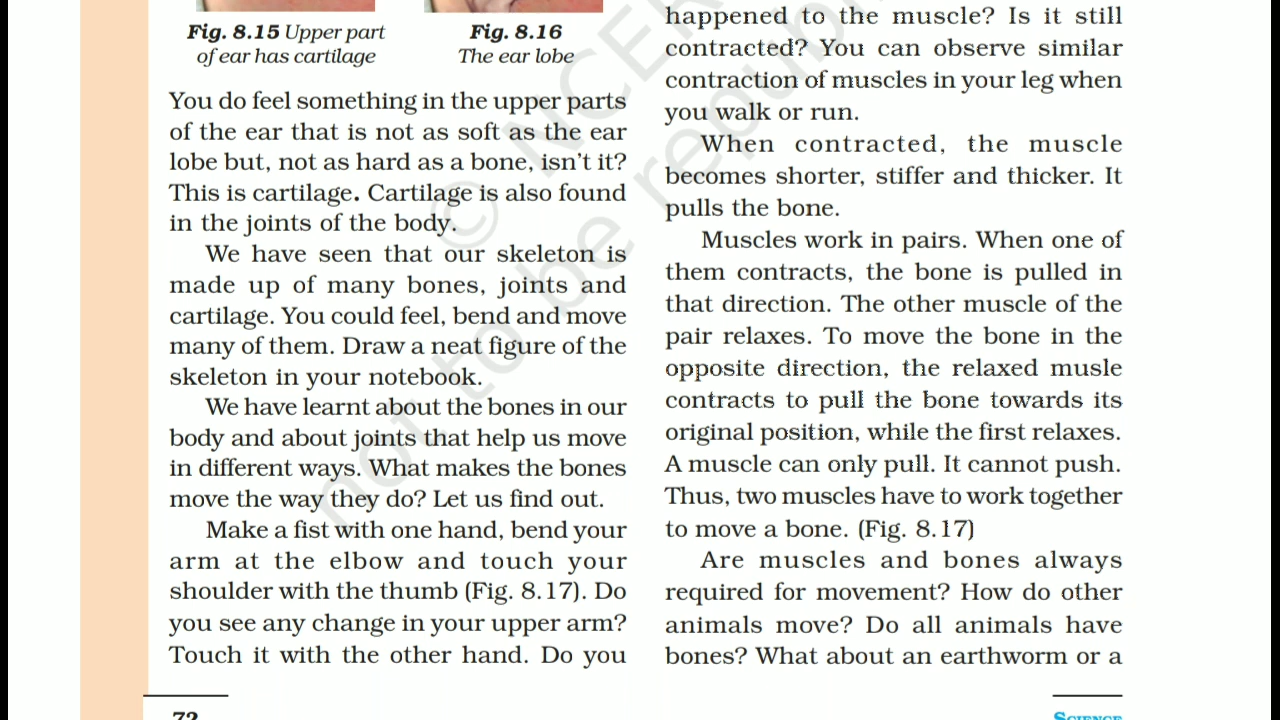 Fig. 8.15 Upper part
of ear has cartilage
Fig. 8.16
The ear lobe
You do feel something in the upper parts
of the ear that is not as soft as the ear
lobe but, not as hard as a bone, isn't it?
This is cartilage. Cartilage is also found
in the joints of the body.
We have seen that our skeleton is
made up of many bones, joints and
cartilage. You could feel, bend and move
many of them. Draw a neat figure of the
skeleton in your notebook.
We have learnt about the bones in our
body and about joints that help us move
in different ways. What makes the bones
move the way they do? Let us find out.
Make a fist with one hand, bend your
arm at the elbow and touch your
shoulder with the thumb (Fig. 8.17). Do
you see any change in your upper arm?
Touch it with the other hand. Do you
72
happened to the muscle? Is it still
contracted? You can observe similar
contraction of muscles in your leg when
you walk or run.
When contracted, the muscle
becomes shorter, stiffer and thicker. It
pulls the bone.
Muscles work in pairs. When one of
them contracts, the bone is pulled in
that direction. The other muscle of the
pair relaxes. To move the bone in the
opposite direction, the relaxed musle
contracts to pull the bone towards its
original position, while the first relaxes.
A muscle can only pull. It cannot push.
Thus, two muscles have to work together
to move a bone. (Fig. 8.17)
Are muscles and bones always
required for movement? How do other
animals move? Do all animals have
bones? What about an earthworm or a
SCIENCE
© NCER
not to be republ